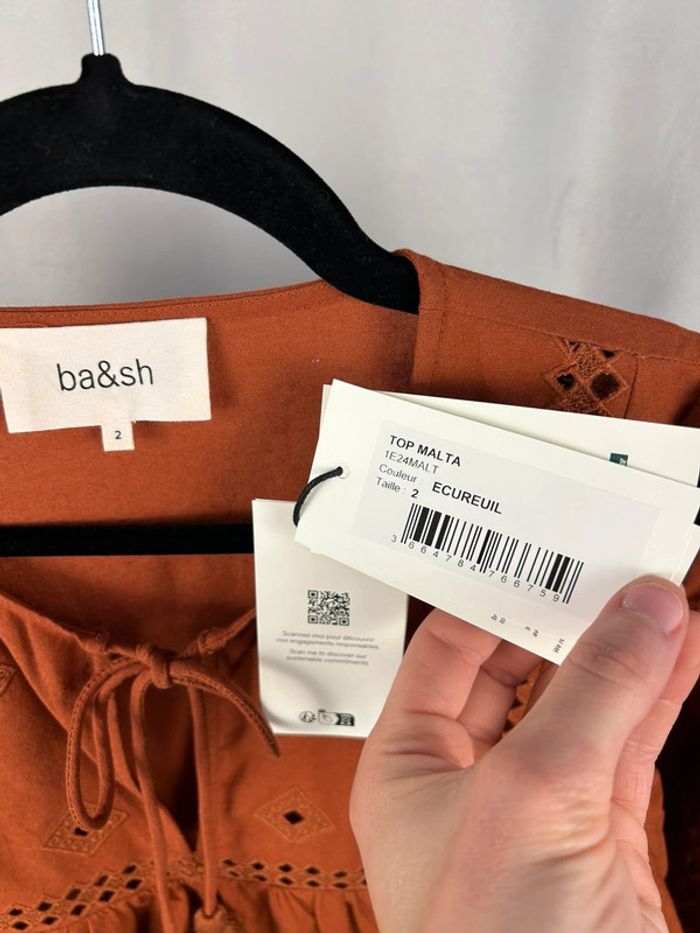 ba&sh
2
TOP MALTA
1E24MALT
Couleur : ECUREUIL
Taille : 2
3664784766759
Scannez-moi pour découvrir
nos engagements responsables.
Scan me to discover our
sustainable commitments.